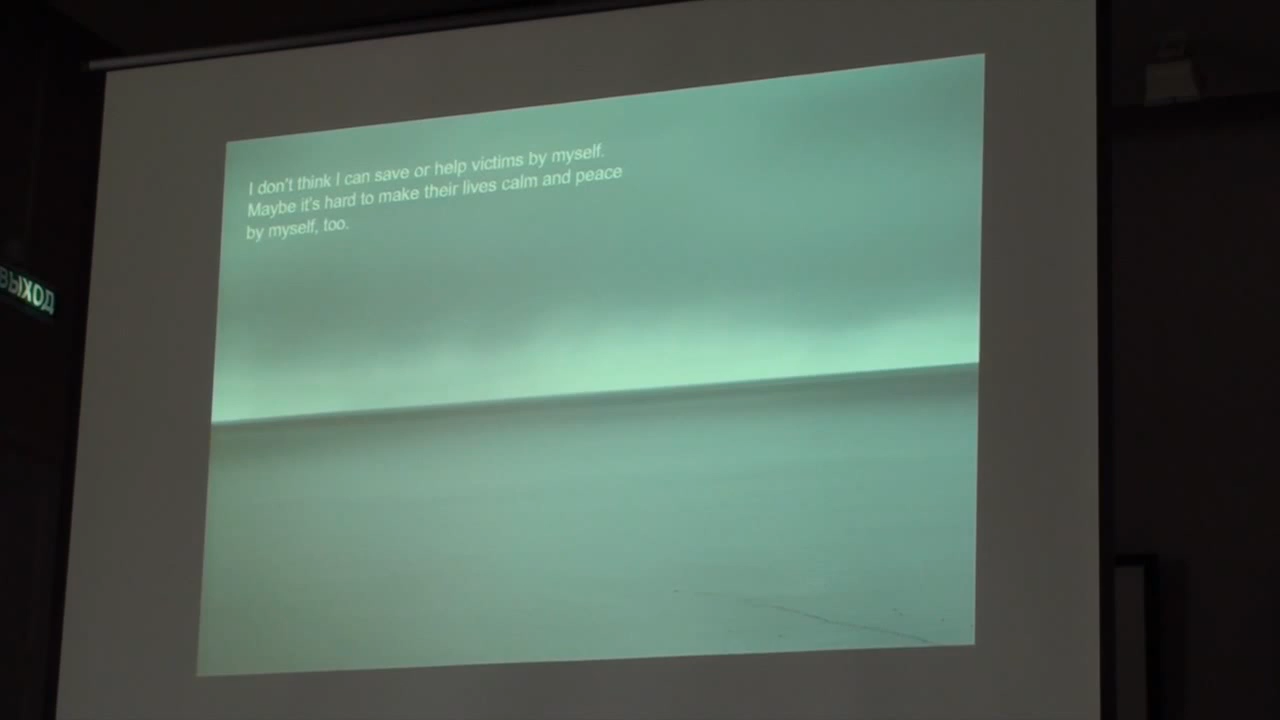 I don't think I can save or help victims by myself.
Maybe it's hard to make their lives calm and peace
by myself, too.
ВЫХОД